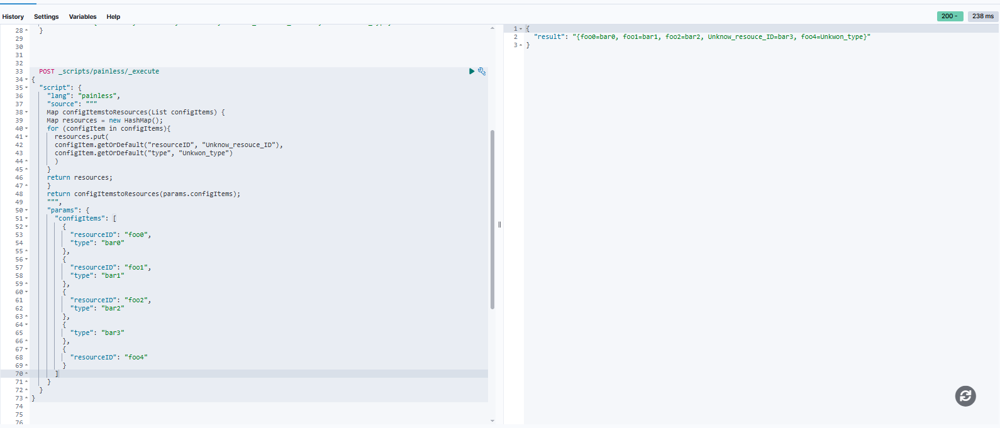 History Settings Variables Help
200 - 238 ms
28 }
29
30
31
32
33 POST _scripts/painless/_execute
34 {
35 "script": {
36 "lang": "painless",
37 "source": """
38 Map configItemstoResources(List configItems) {
39 Map resources = new HashMap();
40 for (configItem in configItems){
41 resources.put(
42 configItem.getOrDefault("resourceID", "Unknow_resouce_ID"),
43 configItem.getOrDefault("type", "Unkwon_type")
44 )
45 }
46 return resources;
47 }
48 return configItemstoResources(params.configItems);
49 """,
50 "params": {
51 "configItems": [
52 {
53 "resourceID": "foo0",
54 "type": "bar0"
55 },
56 {
57 "resourceID": "foo1",
58 "type": "bar1"
59 },
60 {
61 "resourceID": "foo2",
62 "type": "bar2"
63 },
64 {
65 "type": "bar3"
66 },
67 {
68 "resourceID": "foo4"
69 }
70 ]
71 }
72 }
73 }
74
75
76
1 {
2 "result": "{foo0=bar0, foo1=bar1, foo2=bar2, Unknow_resouce_ID=bar3, foo4=Unkwon_type}"
3 }